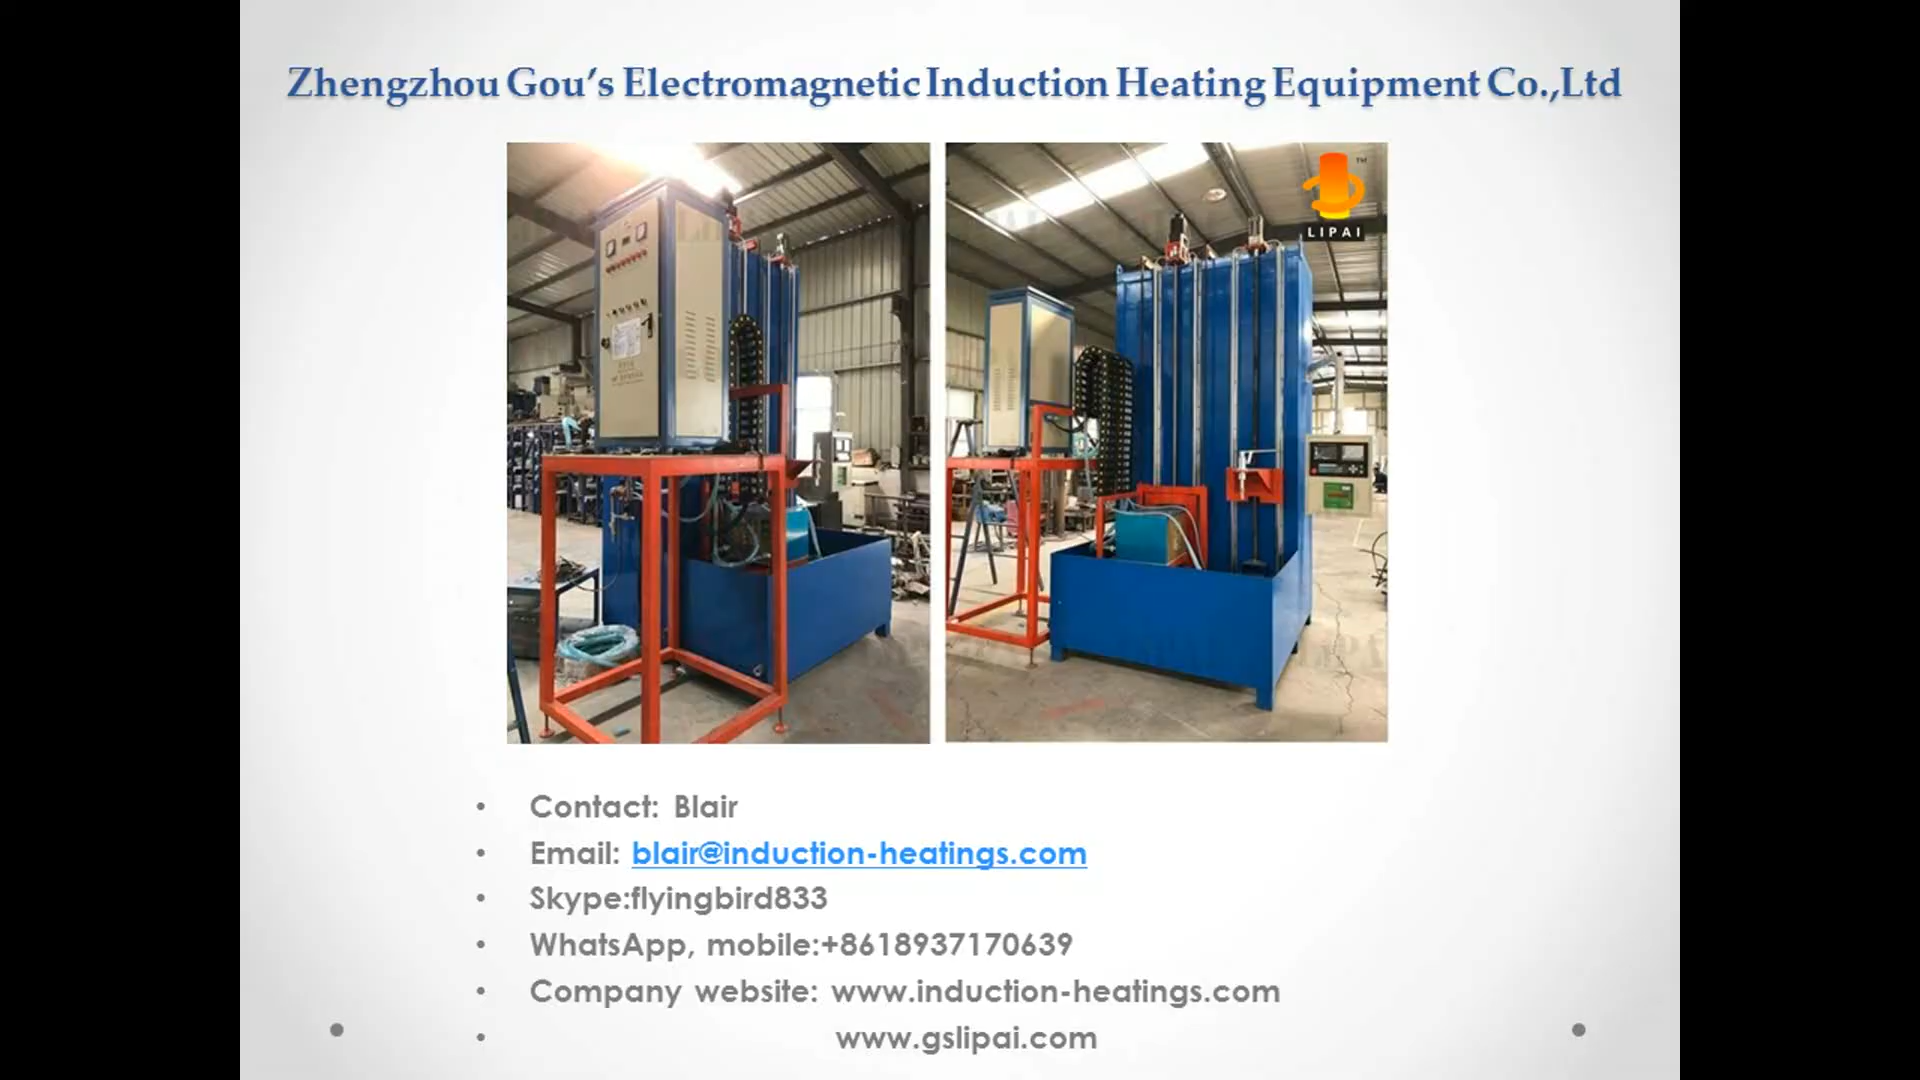 Zhengzhou Gou's Electromagnetic Induction Heating Equipment Co.,Ltd
LIPAI
TM
• Contact: Blair
• Email: blair@induction-heatings.com
• Skype:flyingbird833
• WhatsApp, mobile:+8618937170639
• Company website: www.induction-heatings.com
• www.gslipai.com